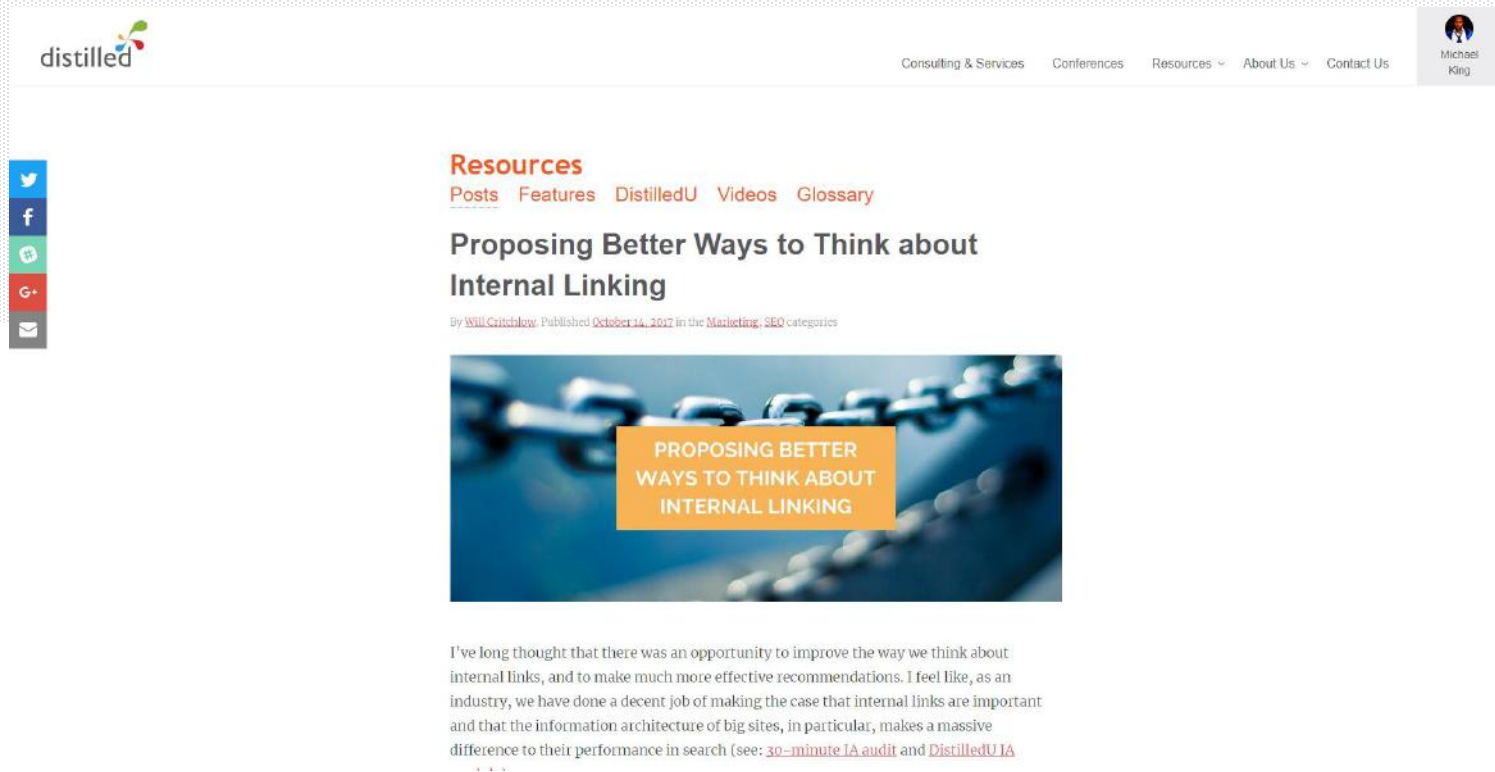 distilled
Consulting & Services Conferences Resources About Us Contact Us
Michael
King
Resources
Posts Features DistilledU Videos Glossary
Proposing Better Ways to Think about
Internal Linking
By Will Critchlow, Published October 14, 2017 in the Marketing, SEO categories
PROPOSING BETTER
WAYS TO THINK ABOUT
INTERNAL LINKING
I've long thought that there was an opportunity to improve the way we think about
internal links, and to make much more effective recommendations. I feel like, as an
industry, we have done a decent job of making the case that internal links are important
and that the information architecture of big sites, in particular, makes a massive
difference to their performance in search (see: 30-minute IA audit and DistilledU IA